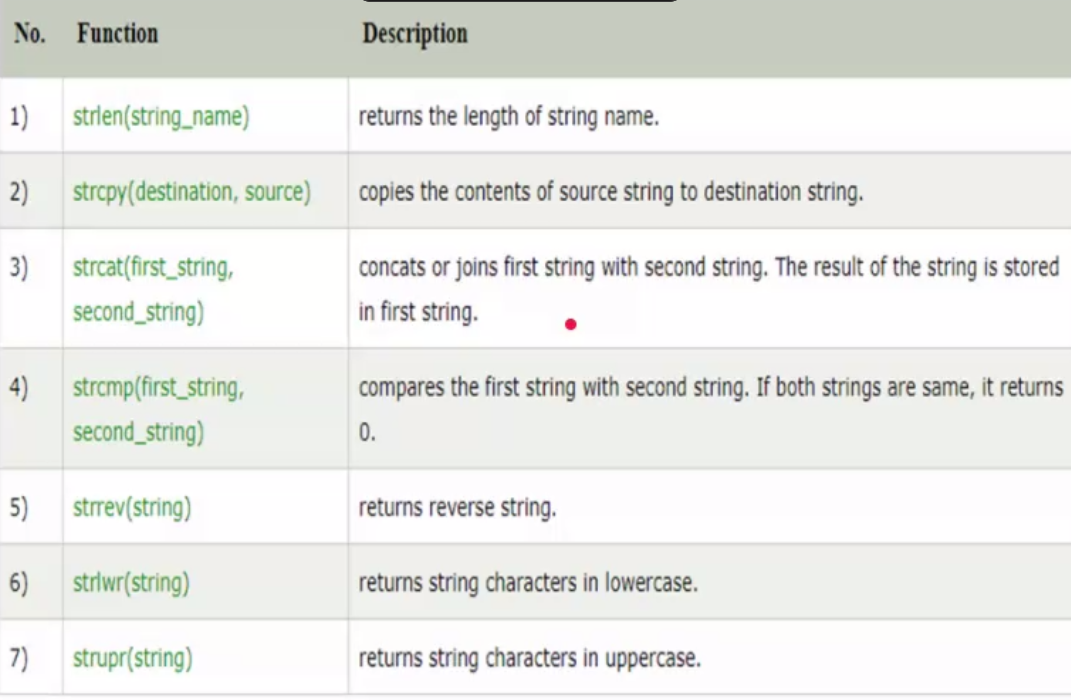 No. Function Description
1) strlen(string_name) returns the length of string name.
2) strcpy(destination, source) copies the contents of source string to destination string.
3) strcat(first_string, concats or joins first string with second string. The result of the string is stored
second_string) in first string.
4) strcmp(first_string, compares the first string with second string. If both strings are same, it returns
second_string) 0.
5) strrev(string) returns reverse string.
6) strlwr(string) returns string characters in lowercase.
7) strupr(string) returns string characters in uppercase.